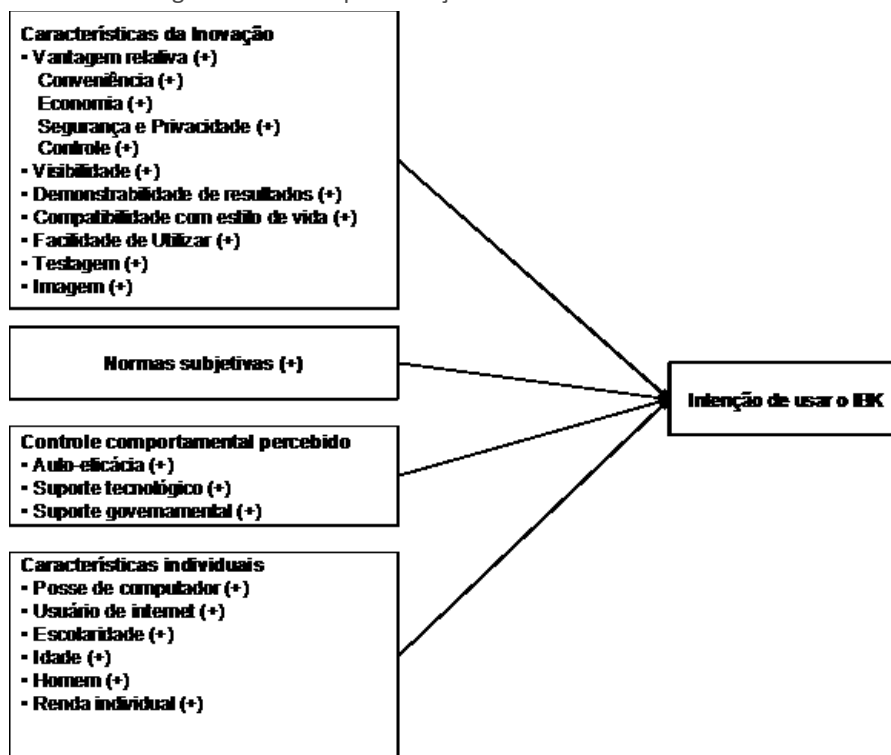 Características da Inovação
- Vantagem relativa (+)
Conveniência (+)
Economia (+)
Segurança e Privacidade (+)
Controle (+)
- Visibilidade (+)
- Demonstrabilidade de resultados (+)
- Compatibilidade com estilo de vida (+)
- Facilidade de Utilizar (+)
- Testagem (+)
- Imagem (+)
Normas subjetivas (+)
Intenção de usar o IBK
Controle comportamental percebido
- Auto-eficácia (+)
- Suporte tecnológico (+)
- Suporte governamental (+)
Características individuais
- Posse de computador (+)
- Usuário de internet (+)
- Escolaridade (+)
- Idade (+)
- Homem (+)
- Renda individual (+)